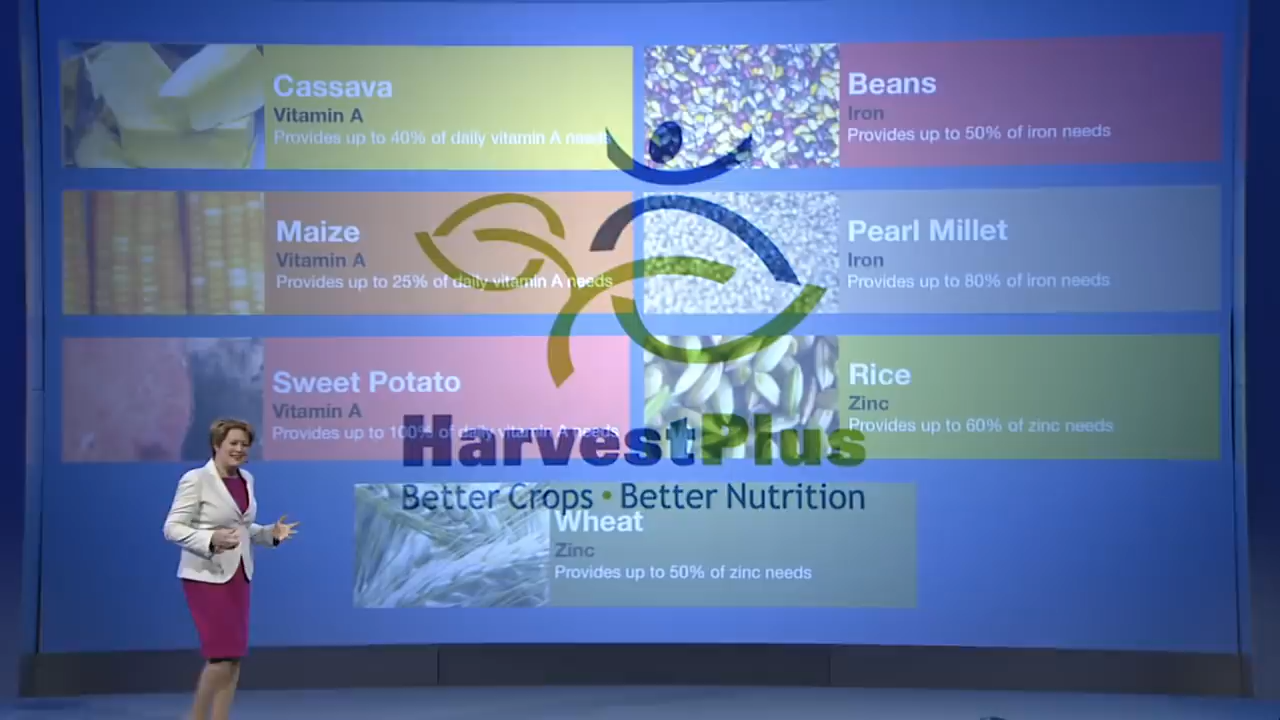 Cassava
Vitamin A
Provides up to 40% of daily vitamin A needs
Beans
Iron
Provides up to 50% of iron needs
Maize
Vitamin A
Provides up to 25% of daily vitamin A needs
Pearl Millet
Iron
Provides up to 80% of iron needs
Sweet Potato
Vitamin A
Provides up to 100% of daily vitamin A needs
Rice
Zinc
Provides up to 60% of zinc needs
HarvestPlus
Better Crops • Better Nutrition
Wheat
Zinc
Provides up to 50% of zinc needs